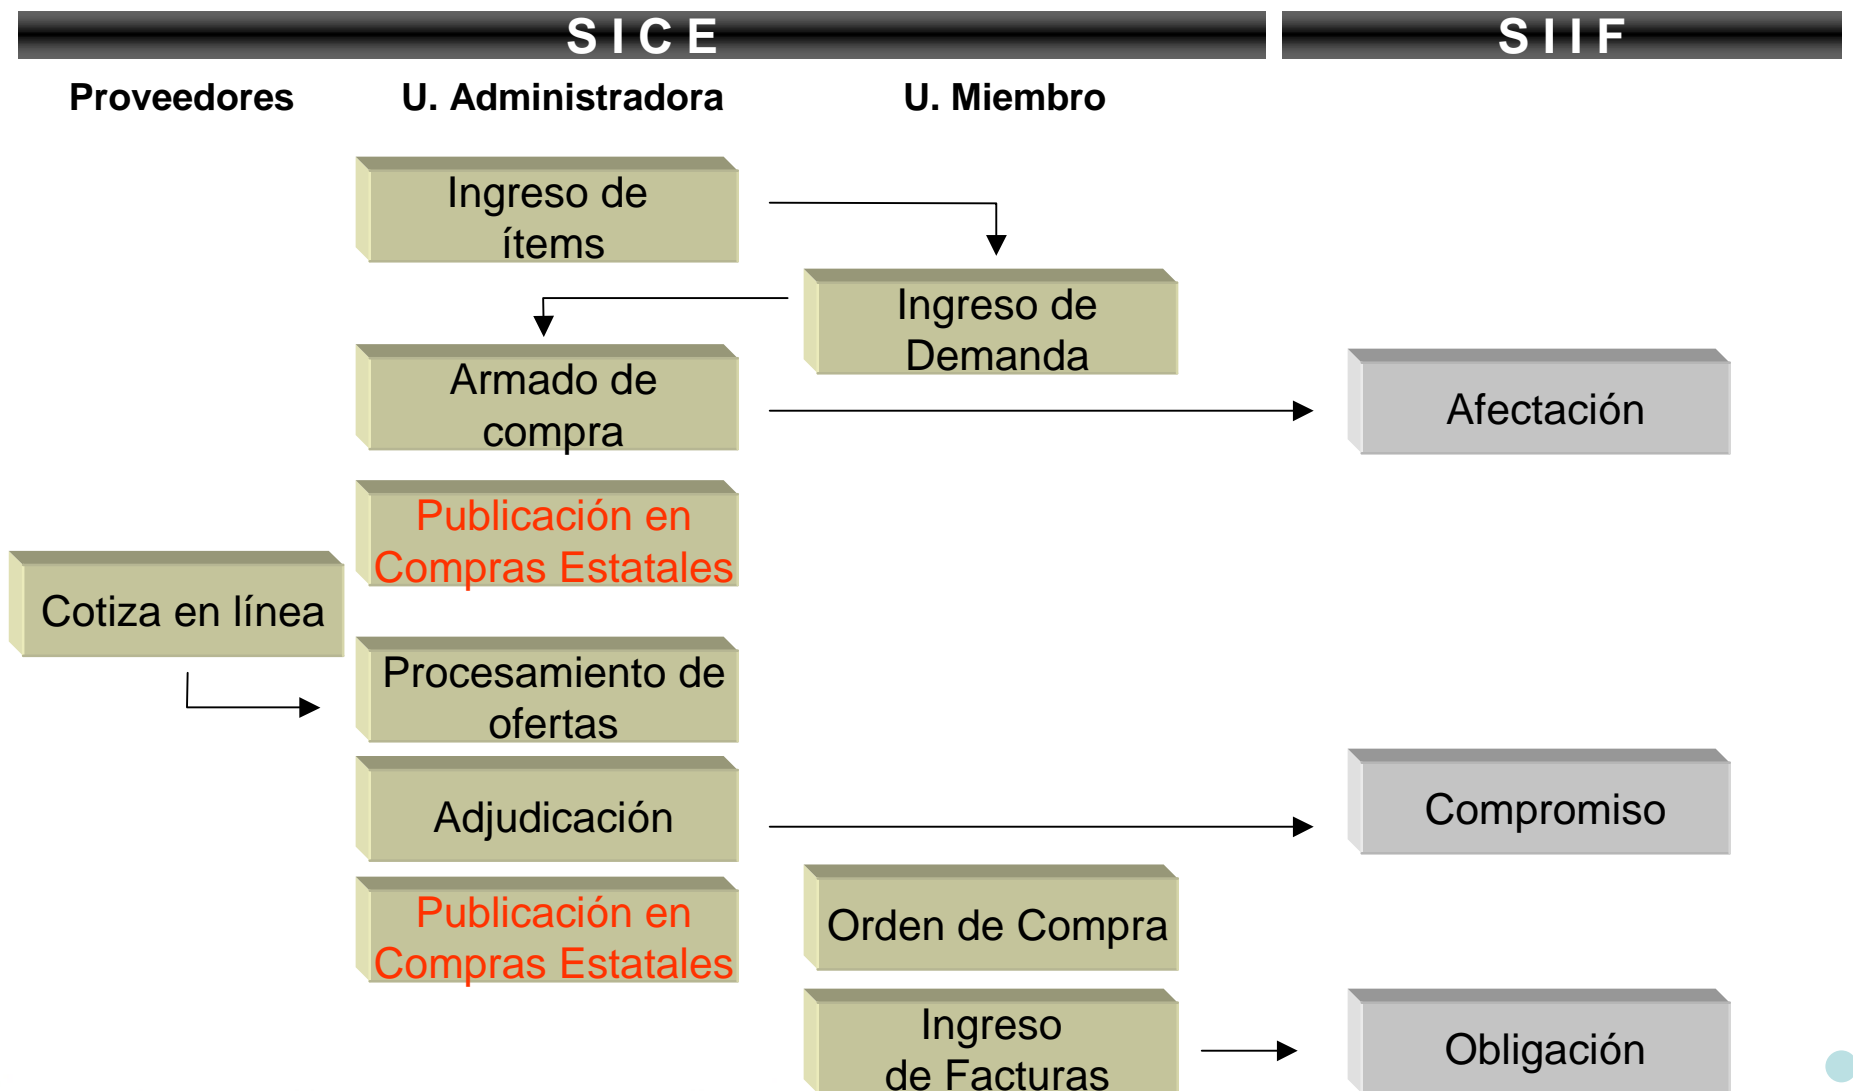 S I C E
S I I F
Proveedores
U. Administradora
U. Miembro
Ingreso de
ítems
Ingreso de
Demanda
Armado de
compra
Afectación
Publicación en
Compras Estatales
Cotiza en línea
Procesamiento de
ofertas
Adjudicación
Compromiso
Publicación en
Compras Estatales
Orden de Compra
Ingreso
de Facturas
Obligación